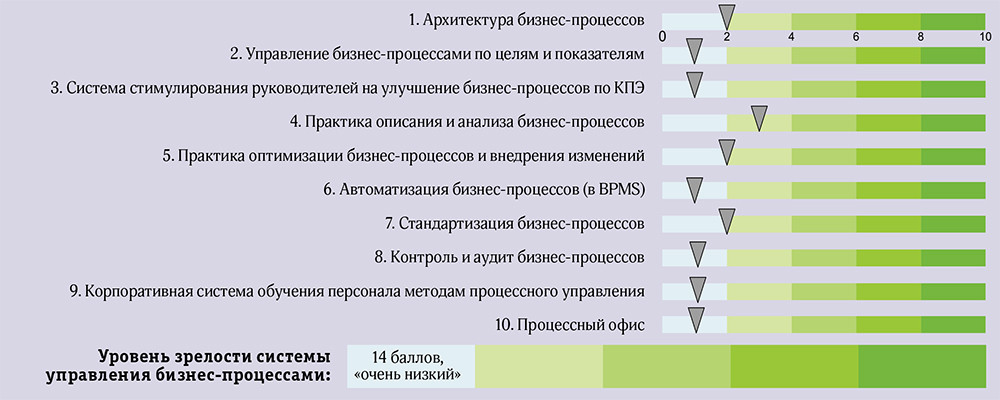 1. Архитектура бизнес-процессов
0 2 4 6 8 10
2. Управление бизнес-процессами по целям и показателям
3. Система стимулирования руководителей на улучшение бизнес-процессов по КПЭ
4. Практика описания и анализа бизнес-процессов
5. Практика оптимизации бизнес-процессов и внедрения изменений
6. Автоматизация бизнес-процессов (в BPMS)
7. Стандартизация бизнес-процессов
8. Контроль и аудит бизнес-процессов
9. Корпоративная система обучения персонала методам процессного управления
10. Процессный офис
Уровень зрелости системы
управления бизнес-процессами:
14 баллов,
«очень низкий»